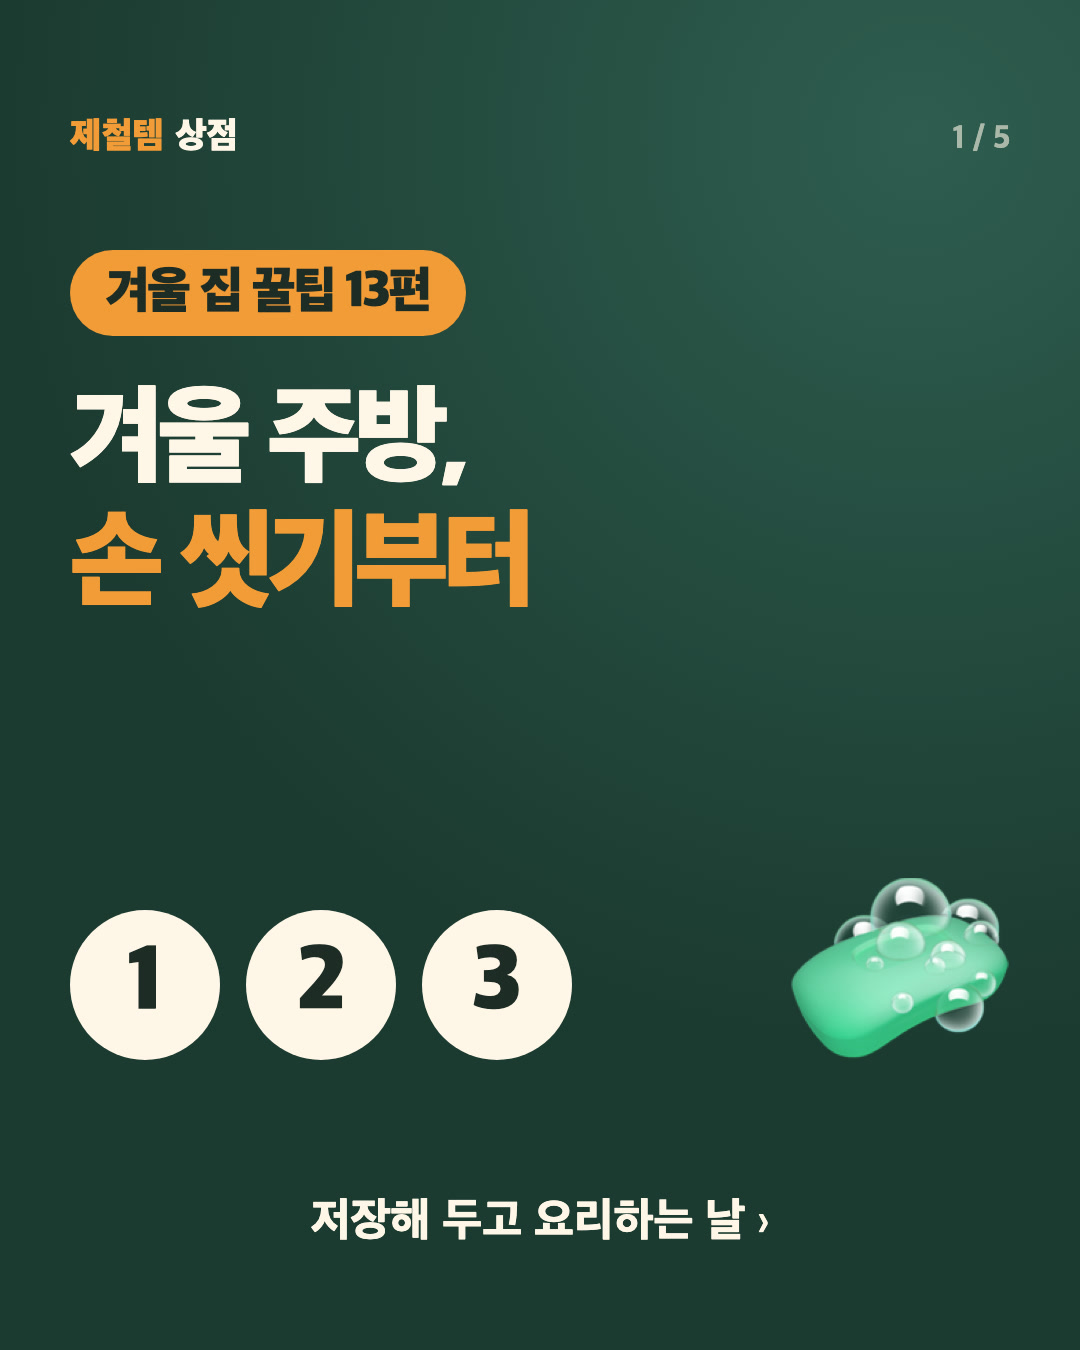 제철템 상점
1 / 5
겨울 집 꿀팁 13편
겨울 주방,
손 씻기부터
1 2 3
저장해 두고 요리하는 날 ›